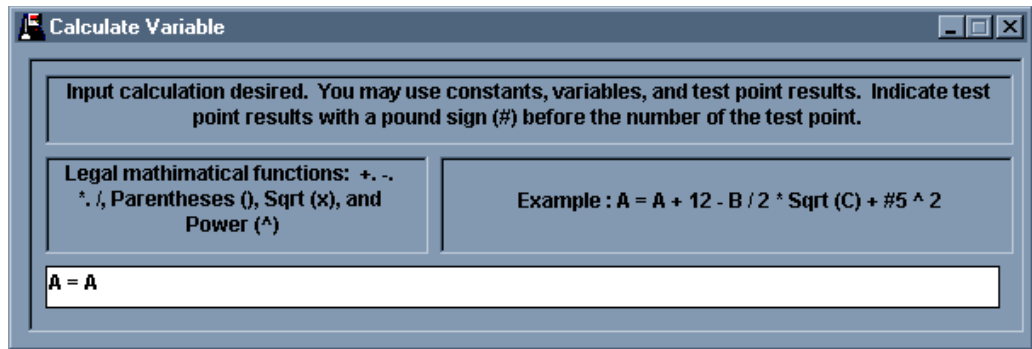 Calculate Variable
Input calculation desired. You may use constants, variables, and test point results. Indicate test
point results with a pound sign (#) before the number of the test point.
Legal mathimatical functions: +. -.
*. /, Parentheses (), Sqrt (x), and
Power (^)
Example : A = A + 12 - B / 2 * Sqrt (C) + #5 ^ 2
A = A